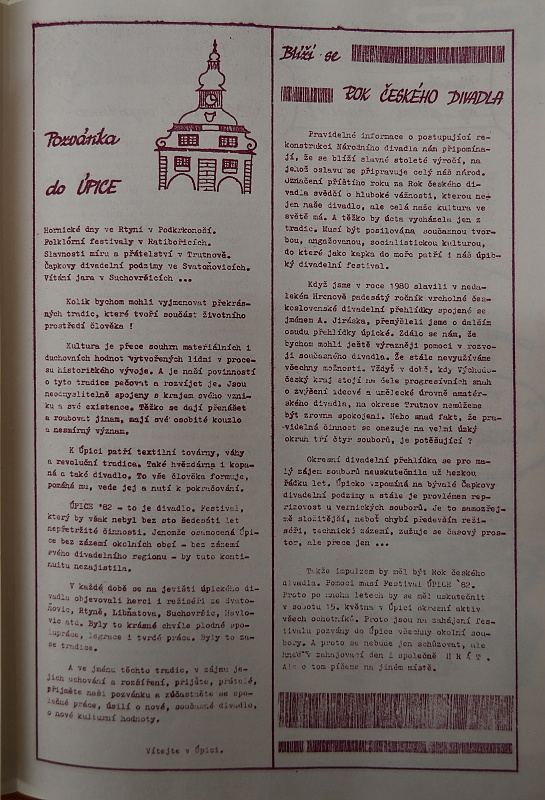 Pozvánka
do ÚPICE
Hornické dny ve Rtyni v Podkrkonoší.
Folklórní festivaly v Ratibořicích.
Slavnosti míru a přátelství v Trutnově.
Čapkovy divadelní podzimy ve Svatoňovicích.
Vítání jara v Suchovršicích ...
Kolik bychom mohli vyjmenovat překrás-
ných tradic, které tvoří součást životního
prostředí člověka !
Kultura je přece souhrn materiálních i
duchovních hodnot vytvořených lidmi v proce-
su historického vývoje. A je naší povinností
o tyto tradice pečovat a rozvíjet je. Jsou
neomyslitelně spojeny s krajem svého vzni-
ku a své existence. Těžko se dají přenášet
a roubovat jinam, mají své osobité kouzlo
a nesmírný význam.
K Úpici patří textilní továrny, váhy
a revoluční tradice. Také hvězdárna i kopa-
ná a také divadlo. To vše člověka formuje,
pomáhá mu, vede jej a nutí k pokračování.
ÚPICE '82 - to je divadlo. Festival,
který by však nebyl bez sto šedesáti let
nepřetržité činnosti. Jenomže osamocená Úpi-
ce bez zázemí okolních obcí - bez zázemí
svého divadelního regionu - by tuto konti-
nuitu nezajistila.
V každé době se na jevišti úpického di-
vadla objevovali herci i režiséři ze Svato-
ňovic, Rtyně, Libňatova, Suchovršic, Havlo-
vic atd. Byly to krásné chvíle plodné spo-
lupráce, legrace i tvrdé práce. Byly to za-
se tradice.
A ve jménu těchto tradic, v zájmu je-
jich uchování a rozšíření, přijďte, přátelé,
přijměte naši pozvánku a zúčastněte se spo-
lečné práce, úsilí o nové, současné divadlo,
o nové kulturní hodnoty.
Vítejte v Úpici.
Blíží se
ROK ČESKÉHO DIVADLA
Pravidelné informace o postupující re-
konstrukci Národního divadla nám připomína-
jí, že se blíží slavné stoleté výročí, na
jehož oslavu se připravuje celý náš národ.
Označení příštího roku na Rok českého di-
vadla svědčí o hluboké vážnosti, kterou ne-
jen naše divadlo, ale celá naše kultura ve
světě má. A těžko by úcta vycházela jen z
tradic. Musí být posilována současnou tvor-
bou, angažovanou, socialistickou kulturou,
do které jako kapka do moře patří i náš úpic-
ký divadelní festival.
Když jsme v roce 1980 slavili v neda-
lekém Hronově padesátý ročník vrcholné čes-
koslovenské divadelní přehlídky spojené se
jménem A. Jiráska, přemýšleli jsme o dalším
osudu přehlídky úpické. Zdálo se nám, že
bychom mohli ještě výrazněji pomoci v rozvo-
ji současného divadla. Že stále nevyužíváme
všechny možnosti. Vždyť v době, kdy Východo-
český kraj stojí na čele progresivních snah
o zvýšení ideové a umělecké úrovně amatér-
ského divadla, na okrese Trutnov nemůžeme
být zrovna spokojeni. Nebo snad fakt, že pra-
videlná činnost se omezuje na velmi úzký
okruh tří čtyř souborů, je potěšující ?
Okresní divadelní přehlídka se pro ma-
lý zájem souborů neuskutečnila už hezkou
řádku let. Úpicko vzpomíná na bývalé Čapkovy
divadelní podzimy a stále je problémem rep-
rízovost u vesnických souborů. Je to samozřej-
mě složitější, neboť chybí především reži-
séři, technický zázemí, zužuje se časový pros-
tor, ale přece jen ...
Takže impulzem by měl být Rok českého
divadla. Pomoci musí Festival ÚPICE '82.
Proto po mnoha letech by se měl uskutečnit
v sobotu 15. května v Úpici okresní aktiv
všech ochotníků. Proto jsou na zahájení Fes-
tivalu pozvány do Úpice všechny okolní sou-
bory. A proto se nebude jen schůzovat, ale
hned zahajovací den i společně H R Á T .
Ale o tom píšeme na jiném místě.